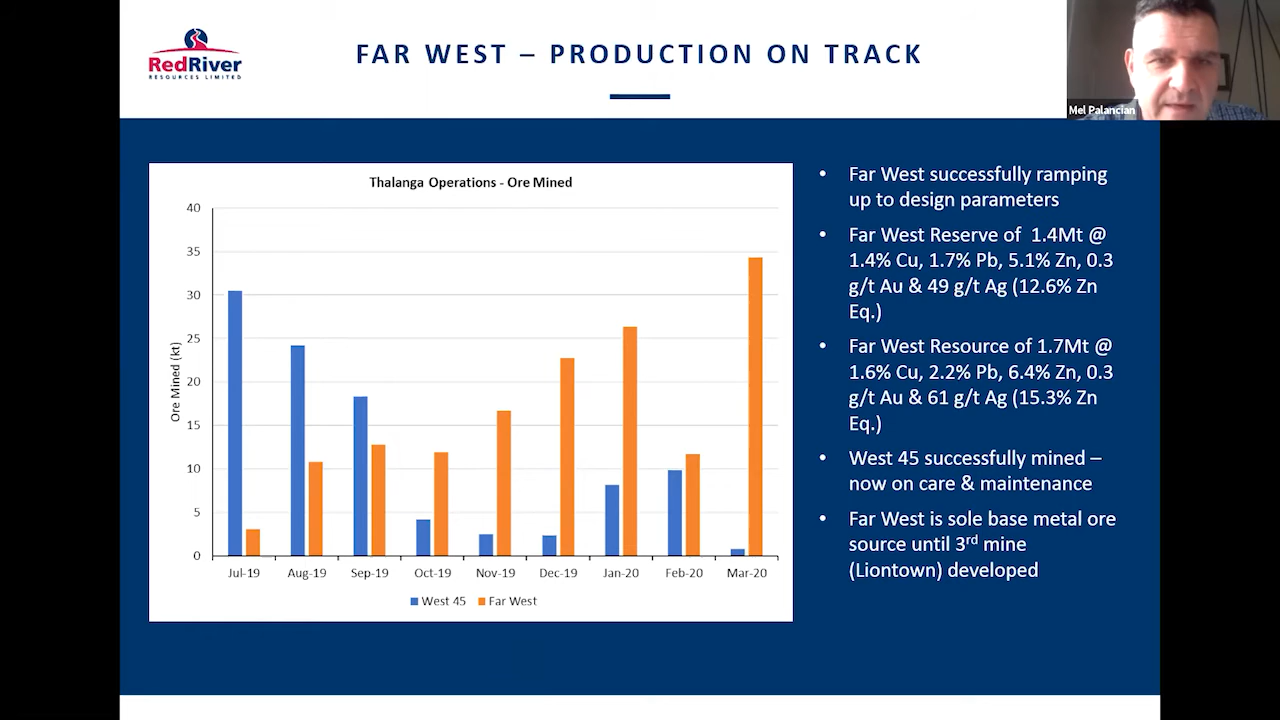 RedRiver
RESOURCES LIMITED
FAR WEST – PRODUCTION ON TRACK
Mel Palancian
Thalanga Operations - Ore Mined
Ore Mined (kt)
40
35
30
25
20
15
10
5
0
Jul-19 Aug-19 Sep-19 Oct-19 Nov-19 Dec-19 Jan-20 Feb-20 Mar-20
West 45 Far West
• Far West successfully ramping
up to design parameters
• Far West Reserve of 1.4Mt @
1.4% Cu, 1.7% Pb, 5.1% Zn, 0.3
g/t Au & 49 g/t Ag (12.6% Zn
Eq.)
• Far West Resource of 1.7Mt @
1.6% Cu, 2.2% Pb, 6.4% Zn, 0.3
g/t Au & 61 g/t Ag (15.3% Zn
Eq.)
• West 45 successfully mined –
now on care & maintenance
• Far West is sole base metal ore
source until 3rd mine
(Liontown) developed